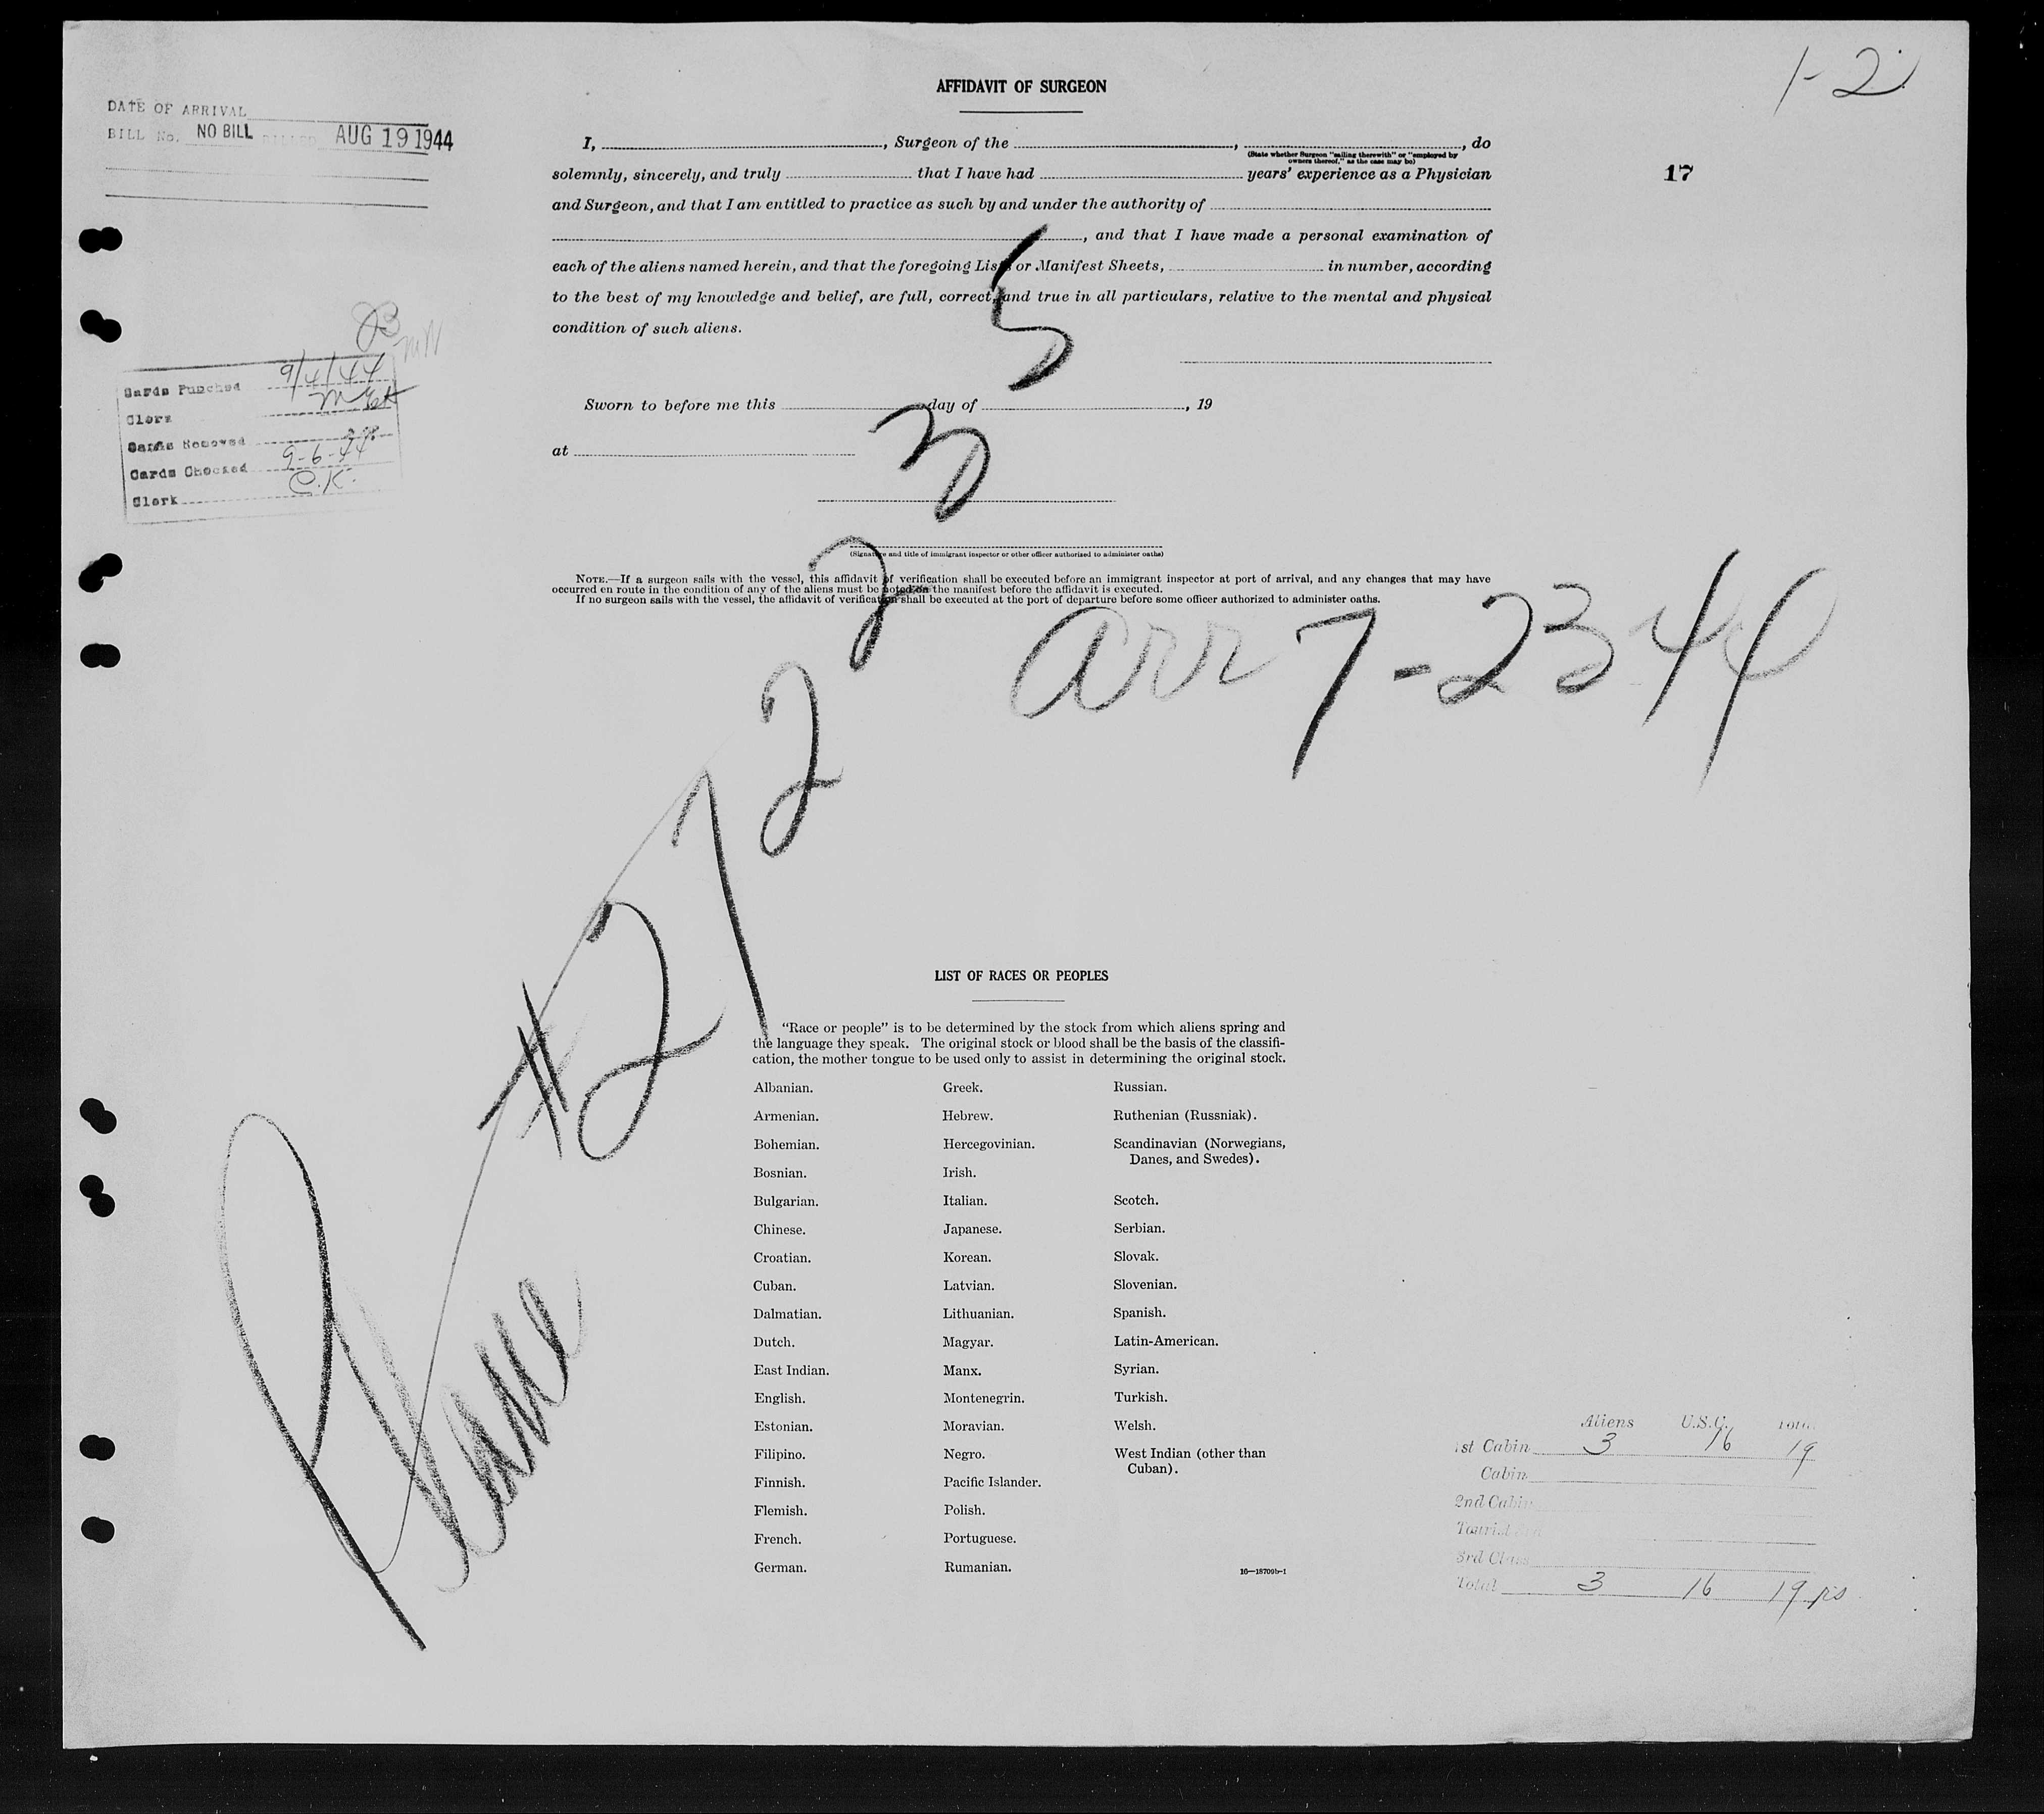 AFFIDAVIT OF SURGEON
1-2
DATE OF ARRIVAL
BILL No. NO BILL BILLED AUG 19 1944
17
I, , Surgeon of the , , do
(State whether Surgeon "sailing therewith" or "employed by
owners thereof," as the case may be)
solemnly, sincerely, and truly that I have had years' experience as a Physician
and Surgeon, and that I am entitled to practice as such by and under the authority of
, and that I have made a personal examination of
each of the aliens named herein, and that the foregoing Lists or Manifest Sheets, in number, according
to the best of my knowledge and belief, are full, correct, and true in all particulars, relative to the mental and physical
condition of such aliens.
Sworn to before me this day of , 19
at
(Signature and title of immigrant inspector or other officer authorized to administer oaths)
NOTE.—If a surgeon sails with the vessel, this affidavit of verification shall be executed before an immigrant inspector at port of arrival, and any changes that may have
occurred en route in the condition of any of the aliens must be noted on the manifest before the affidavit is executed.
If no surgeon sails with the vessel, the affidavit of verification shall be executed at the port of departure before some officer authorized to administer oaths.
Cards Punched 9/4/44
Clerk
Cards Removed
Cards Checked 9-6-44
Clerk C.K.
arr 7-23 44
Plane #272235
LIST OF RACES OR PEOPLES
"Race or people" is to be determined by the stock from which aliens spring and
the language they speak. The original stock or blood shall be the basis of the classifi-
cation, the mother tongue to be used only to assist in determining the original stock.
Albanian.
Armenian.
Bohemian.
Bosnian.
Bulgarian.
Chinese.
Croatian.
Cuban.
Dalmatian.
Dutch.
East Indian.
English.
Estonian.
Filipino.
Finnish.
Flemish.
French.
German.
Greek.
Hebrew.
Hercegovinian.
Irish.
Italian.
Japanese.
Korean.
Latvian.
Lithuanian.
Magyar.
Manx.
Montenegrin.
Moravian.
Negro.
Pacific Islander.
Polish.
Portuguese.
Rumanian.
Russian.
Ruthenian (Russniak).
Scandinavian (Norwegians,
Danes, and Swedes).
Scotch.
Serbian.
Slovak.
Slovenian.
Spanish.
Latin-American.
Syrian.
Turkish.
Welsh.
West Indian (other than
Cuban).
16—18709b-1
Aliens U.S.C. Total
1st Cabin 3 16 19
Cabin
2nd Cabin
Tourist
3rd Class
Total 3 16 19